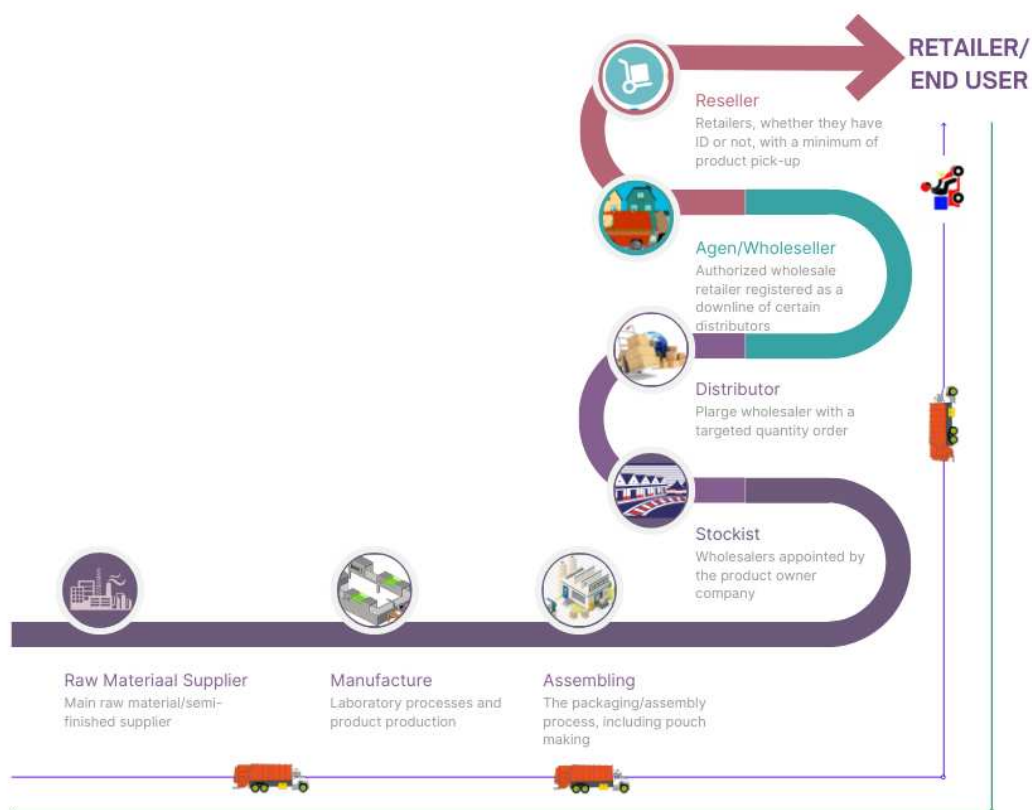 RETAILER/
END USER
Reseller
Retailers, whether they have
ID or not, with a minimum of
product pick-up
Agen/Wholeseller
Authorized wholesale
retailer registered as a
downline of certain
distributors
Distributor
Plarge wholesaler with a
targeted quantity order
Stockist
Wholesalers appointed by
the product owner
company
Raw Materiaal Supplier
Main raw material/semi-
finished supplier
Manufacture
Laboratory processes and
product production
Assembling
The packaging/assembly
process, including pouch
making